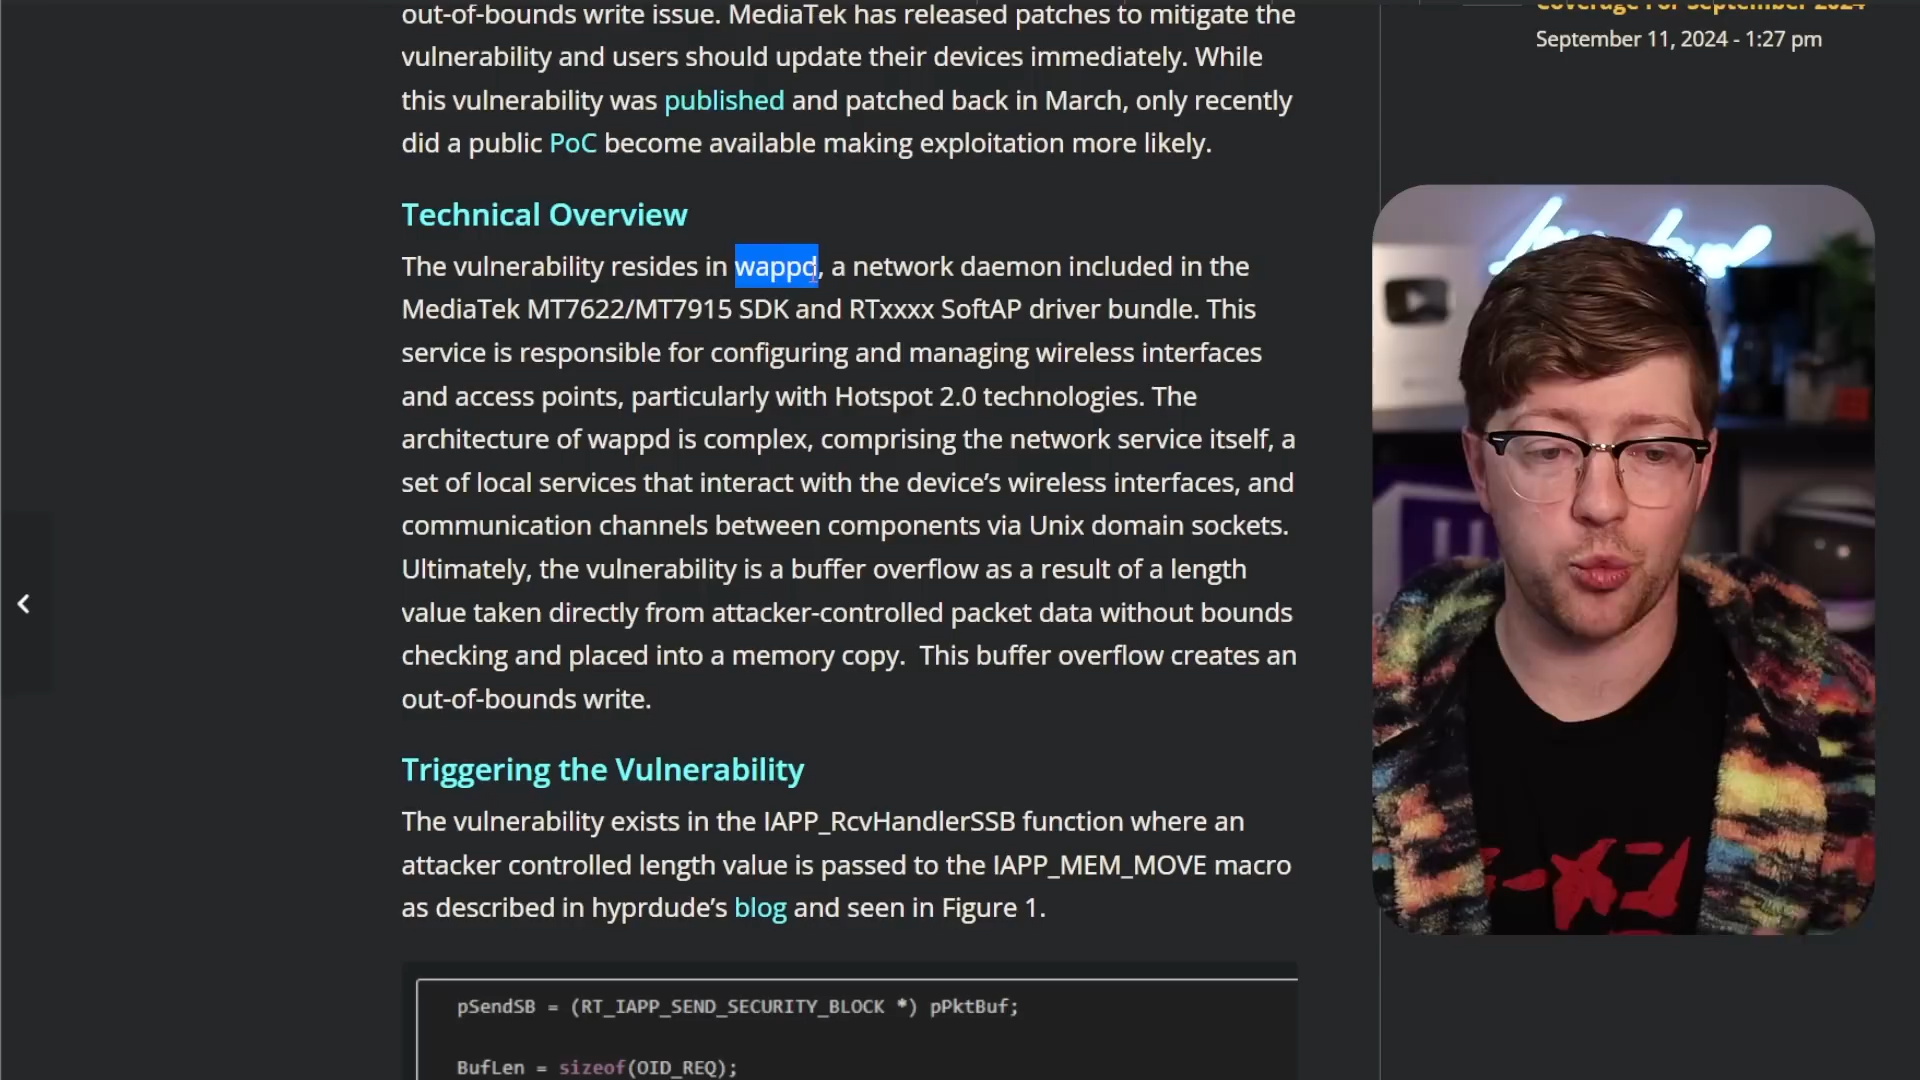 out-of-bounds write issue. MediaTek has released patches to mitigate the
vulnerability and users should update their devices immediately. While
this vulnerability was published and patched back in March, only recently
did a public PoC become available making exploitation more likely.
Technical Overview
The vulnerability resides in wappd, a network daemon included in the
MediaTek MT7622/MT7915 SDK and RTxxxx SoftAP driver bundle. This
service is responsible for configuring and managing wireless interfaces
and access points, particularly with Hotspot 2.0 technologies. The
architecture of wappd is complex, comprising the network service itself, a
set of local services that interact with the device’s wireless interfaces, and
communication channels between components via Unix domain sockets.
Ultimately, the vulnerability is a buffer overflow as a result of a length
value taken directly from attacker-controlled packet data without bounds
checking and placed into a memory copy.  This buffer overflow creates an
out-of-bounds write.
Triggering the Vulnerability
The vulnerability exists in the IAPP_RcvHandlerSSB function where an
attacker controlled length value is passed to the IAPP_MEM_MOVE macro
as described in hyprdude’s blog and seen in Figure 1.
pSendSB = (RT_IAPP_SEND_SECURITY_BLOCK *) pPktBuf;
BufLen = sizeof(OID_REQ);
Coverage For September 2024
September 11, 2024 - 1:27 pm